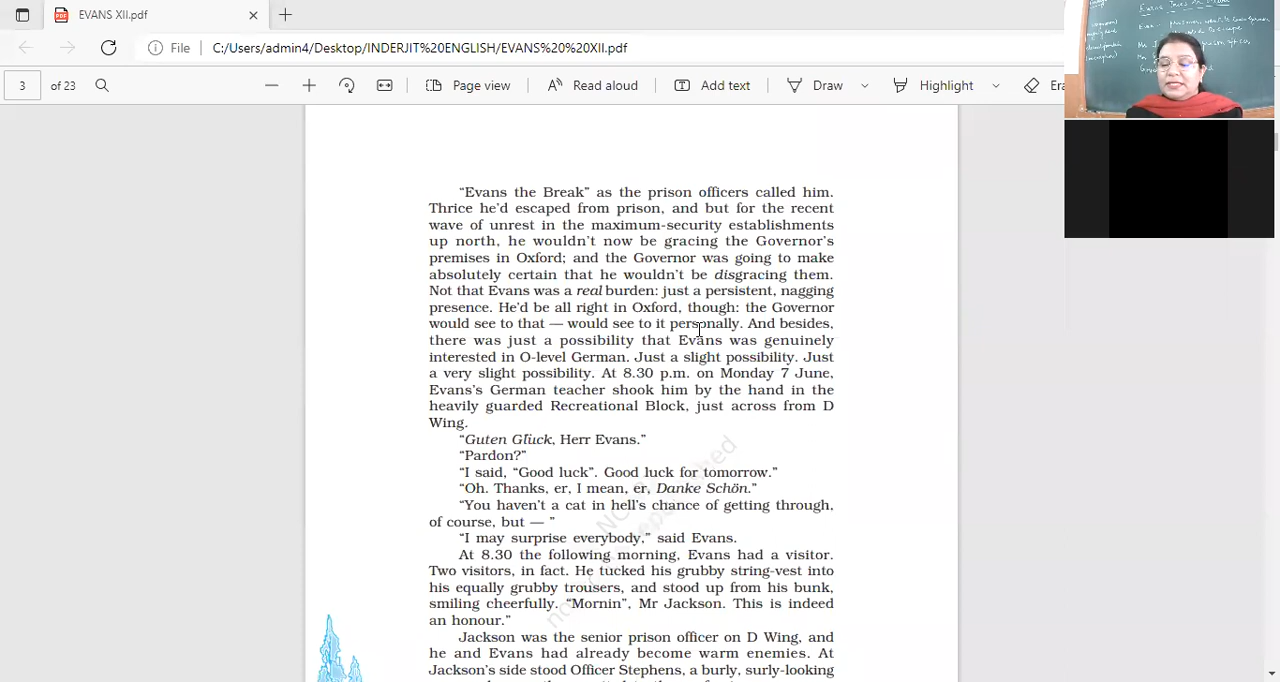 EVANS XII.pdf
File
C:/Users/admin4/Desktop/INDERJIT%20ENGLISH/EVANS%20%20XII.pdf
3 of 23
Page view
Read aloud
Add text
Draw
Highlight
Era
“Evans the Break” as the prison officers called him.
Thrice he’d escaped from prison, and but for the recent
wave of unrest in the maximum-security establishments
up north, he wouldn’t now be gracing the Governor’s
premises in Oxford; and the Governor was going to make
absolutely certain that he wouldn’t be disgracing them.
Not that Evans was a real burden: just a persistent, nagging
presence. He’d be all right in Oxford, though: the Governor
would see to that — would see to it personally. And besides,
there was just a possibility that Evans was genuinely
interested in O-level German. Just a slight possibility. Just
a very slight possibility. At 8.30 p.m. on Monday 7 June,
Evans’s German teacher shook him by the hand in the
heavily guarded Recreational Block, just across from D
Wing.
“Guten Glück, Herr Evans.”
“Pardon?”
“I said, “Good luck”. Good luck for tomorrow.”
“Oh. Thanks, er, I mean, er, Danke Schön.”
“You haven’t a cat in hell’s chance of getting through,
of course, but — ”
“I may surprise everybody,” said Evans.
At 8.30 the following morning, Evans had a visitor.
Two visitors, in fact. He tucked his grubby string-vest into
his equally grubby trousers, and stood up from his bunk,
smiling cheerfully. “Mornin”, Mr Jackson. This is indeed
an honour.”
Jackson was the senior prison officer on D Wing, and
he and Evans had already become warm enemies. At
Jackson’s side stood Officer Stephens, a burly, surly-looking